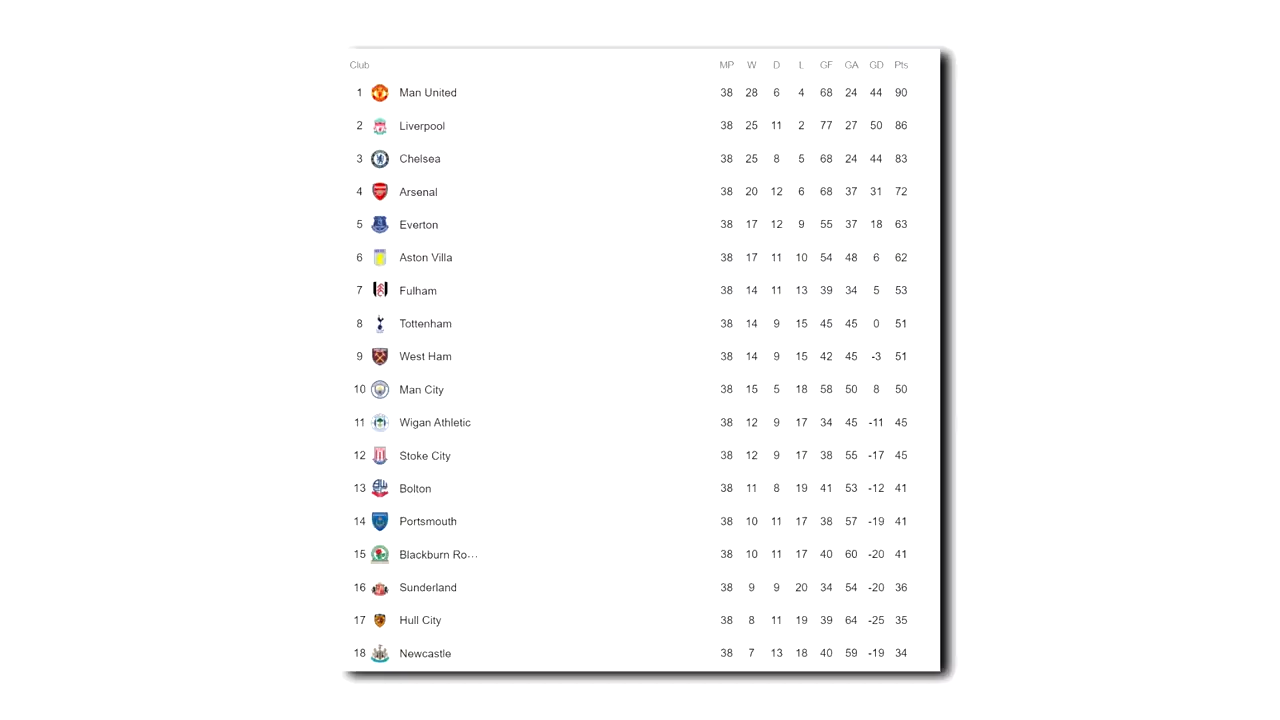 Club MP W D L GF GA GD Pts
1 Man United 38 28 6 4 68 24 44 90
2 Liverpool 38 25 11 2 77 27 50 86
3 Chelsea 38 25 8 5 68 24 44 83
4 Arsenal 38 20 12 6 68 37 31 72
5 Everton 38 17 12 9 55 37 18 63
6 Aston Villa 38 17 11 10 54 48 6 62
7 Fulham 38 14 11 13 39 34 5 53
8 Tottenham 38 14 9 15 45 45 0 51
9 West Ham 38 14 9 15 42 45 -3 51
10 Man City 38 15 5 18 58 50 8 50
11 Wigan Athletic 38 12 9 17 34 45 -11 45
12 Stoke City 38 12 9 17 38 55 -17 45
13 Bolton 38 11 8 19 41 53 -12 41
14 Portsmouth 38 10 11 17 38 57 -19 41
15 Blackburn Ro... 38 10 11 17 40 60 -20 41
16 Sunderland 38 9 9 20 34 54 -20 36
17 Hull City 38 8 11 19 39 64 -25 35
18 Newcastle 38 7 13 18 40 59 -19 34